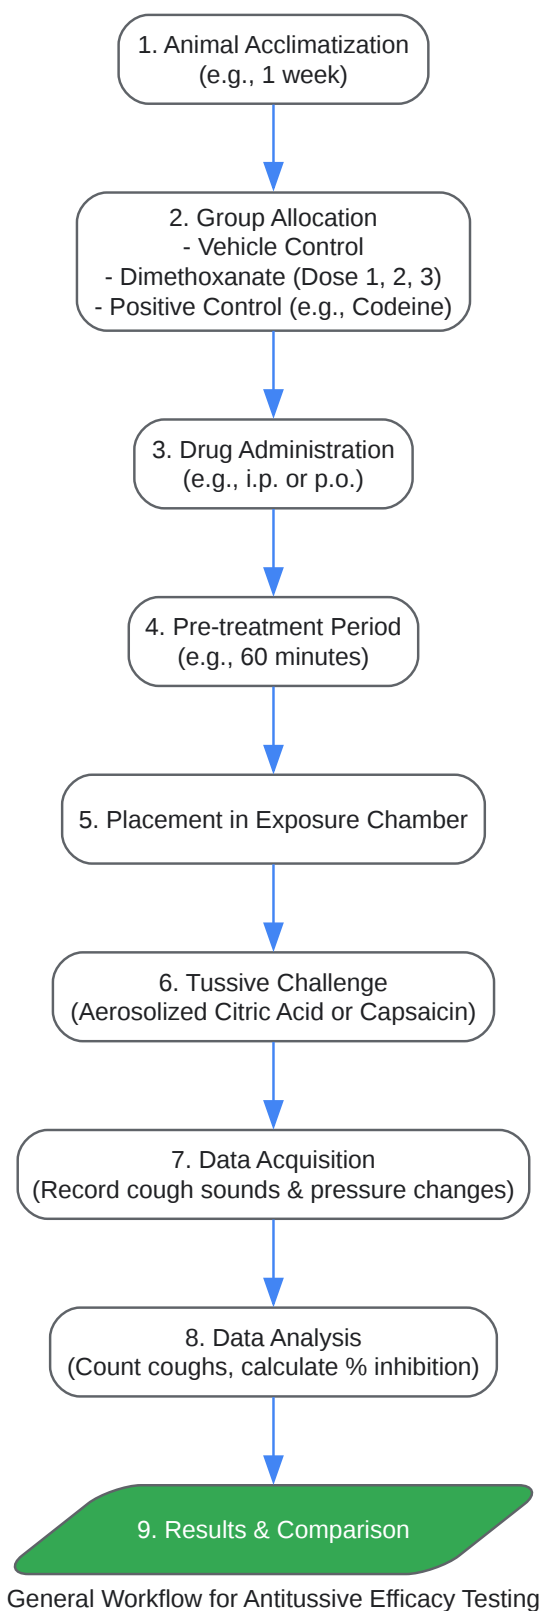 1. Animal Acclimatization
(e.g., 1 week)
2. Group Allocation
- Vehicle Control
- Dimethoxanate (Dose 1, 2, 3)
- Positive Control (e.g., Codeine)
3. Drug Administration
(e.g., i.p. or p.o.)
4. Pre-treatment Period
(e.g., 60 minutes)
5. Placement in Exposure Chamber
6. Tussive Challenge
(Aerosolized Citric Acid or Capsaicin)
7. Data Acquisition
(Record cough sounds & pressure changes)
8. Data Analysis
(Count coughs, calculate % inhibition)
9. Results & Comparison
General Workflow for Antitussive Efficacy Testing